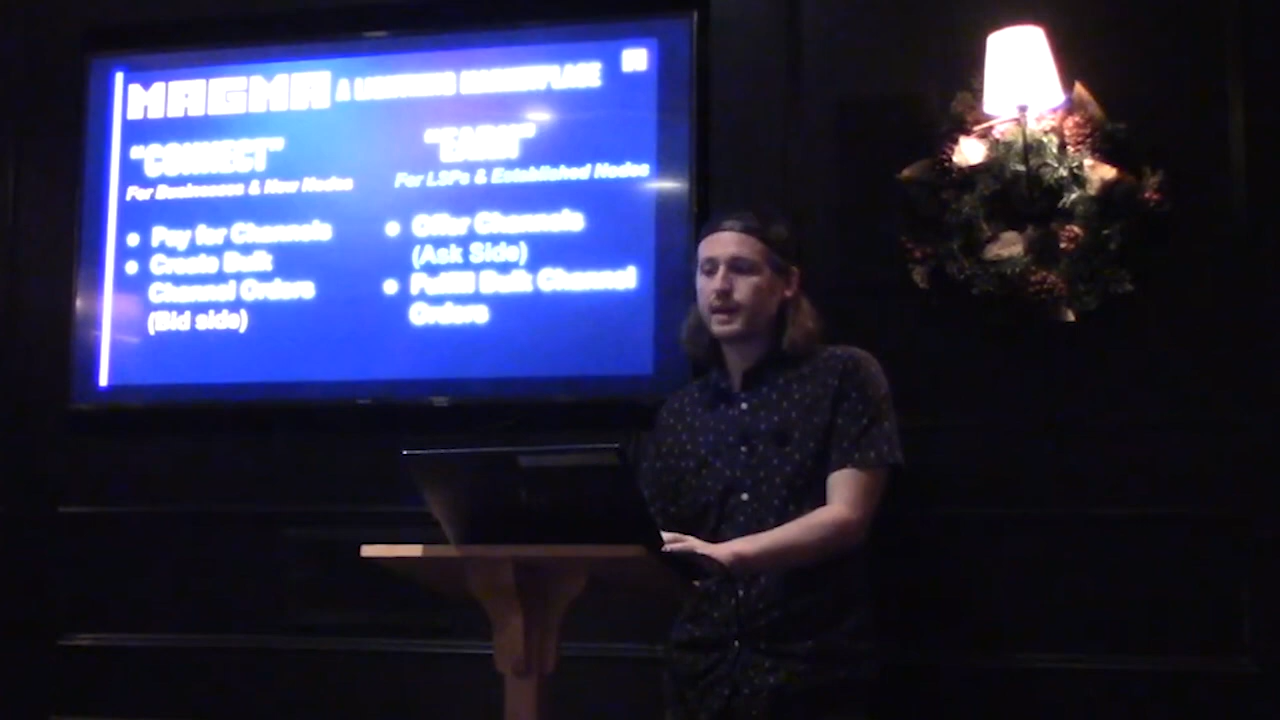 MAGMA A LIGHTNING MARKETPLACE
"CONNECT"
For Businesses & New Nodes
• Pay for Channels
• Create Bulk
Channel Orders
(Bid side)
"EARN"
For LSPs & Established Nodes
• Offer Channels
(Ask Side)
• Fulfill Bulk Channel
Orders